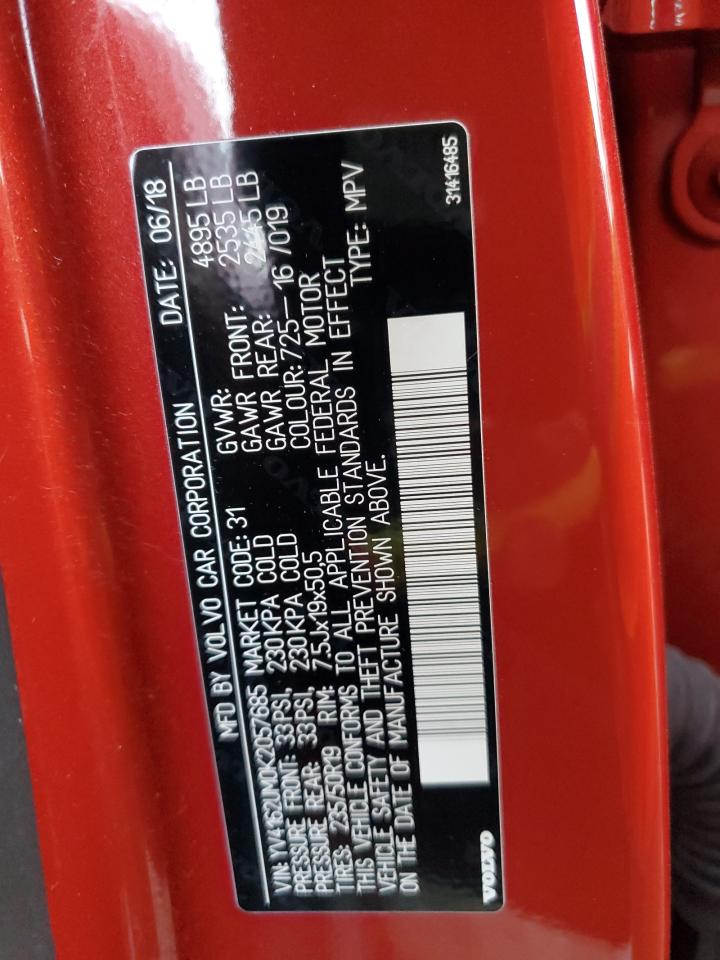 MFD BY VOLVO CAR CORPORATION DATE: 06/18
VIN: YV4162UM0K2057685 MARKET CODE: 31 GVWR: 4895 LB
PRESSURE FRONT: 33PSI, 230KPA COLD GAWR FRONT: 2535 LB
PRESSURE REAR: 33PSI, 230KPA COLD GAWR REAR: 2445 LB
TIRES: 235/50R19 RIM: 7.5Jx19x50,5 COLOUR: 725-16 /019
THIS VEHICLE CONFORMS TO ALL APPLICABLE FEDERAL MOTOR
VEHICLE SAFETY AND THEFT PREVENTION STANDARDS IN EFFECT
ON THE DATE OF MANUFACTURE SHOWN ABOVE. TYPE: MPV
VOLVO 31416485